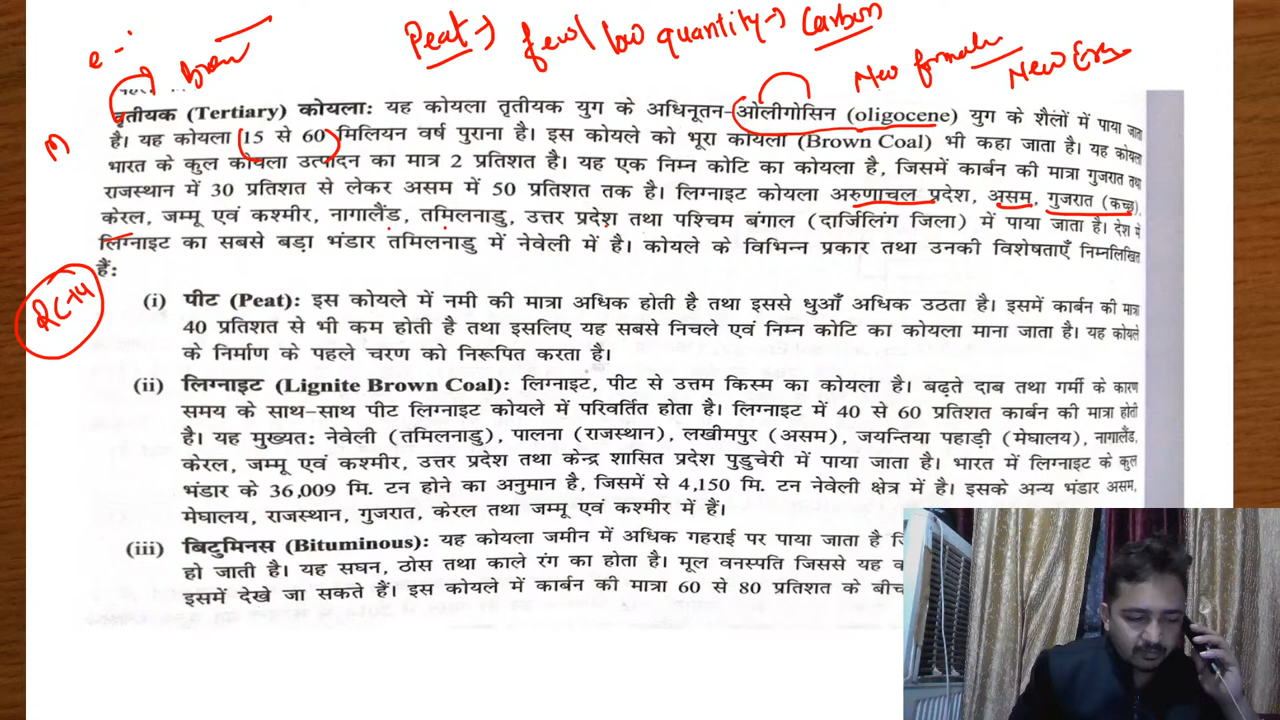 Peat → few/low quantity → Carbon
Brown
New formate
New Era
तृतीयक (Tertiary) कोयला: यह कोयला तृतीयक युग के अधिनूतन-ओलीगोसिन (oligocene) युग के शैलों में पाया जाता
है। यह कोयला 15 से 60 मिलियन वर्ष पुराना है। इस कोयले को भूरा कोयला (Brown Coal) भी कहा जाता है। यह कोयला
भारत के कुल कोयला उत्पादन का मात्र 2 प्रतिशत है। यह एक निम्न कोटि का कोयला है, जिसमें कार्बन की मात्रा गुजरात तथा
राजस्थान में 30 प्रतिशत से लेकर असम में 50 प्रतिशत तक है। लिग्नाइट कोयला अरुणाचल प्रदेश, असम, गुजरात (कच्छ),
केरल, जम्मू एवं कश्मीर, नागालैंड, तमिलनाडु, उत्तर प्रदेश तथा पश्चिम बंगाल (दार्जिलिंग जिला) में पाया जाता है। देश में
लिग्नाइट का सबसे बड़ा भंडार तमिलनाडु में नेवेली में है। कोयले के विभिन्न प्रकार तथा उनकी विशेषताएँ निम्नलिखित
हैं:
(i) पीट (Peat): इस कोयले में नमी की मात्रा अधिक होती है तथा इससे धुआँ अधिक उठता है। इसमें कार्बन की मात्रा
40 प्रतिशत से भी कम होती है तथा इसलिए यह सबसे निचले एवं निम्न कोटि का कोयला माना जाता है। यह कोयले
के निर्माण के पहले चरण को निरूपित करता है।
(ii) लिग्नाइट (Lignite Brown Coal): लिग्नाइट, पीट से उत्तम किस्म का कोयला है। बढ़ते दाब तथा गर्मी के कारण
समय के साथ-साथ पीट लिग्नाइट कोयले में परिवर्तित होता है। लिग्नाइट में 40 से 60 प्रतिशत कार्बन की मात्रा होती
है। यह मुख्यत: नेवेली (तमिलनाडु), पालना (राजस्थान), लखीमपुर (असम), जयन्तिया पहाड़ी (मेघालय), नागालैंड,
केरल, जम्मू एवं कश्मीर, उत्तर प्रदेश तथा केन्द्र शासित प्रदेश पुडुचेरी में पाया जाता है। भारत में लिग्नाइट के कुल
भंडार के 36,009 मि. टन होने का अनुमान है, जिसमें से 4,150 मि. टन नेवेली क्षेत्र में है। इसके अन्य भंडार असम,
मेघालय, राजस्थान, गुजरात, केरल तथा जम्मू एवं कश्मीर में हैं।
(iii) बिटुमिनस (Bituminous): यह कोयला जमीन में अधिक गहराई पर पाया जाता है
हो जाती है। यह सघन, ठोस तथा काले रंग का होता है। मूल वनस्पति जिससे यह
इसमें देखे जा सकते हैं। इस कोयले में कार्बन की मात्रा 60 से 80 प्रतिशत के बीच